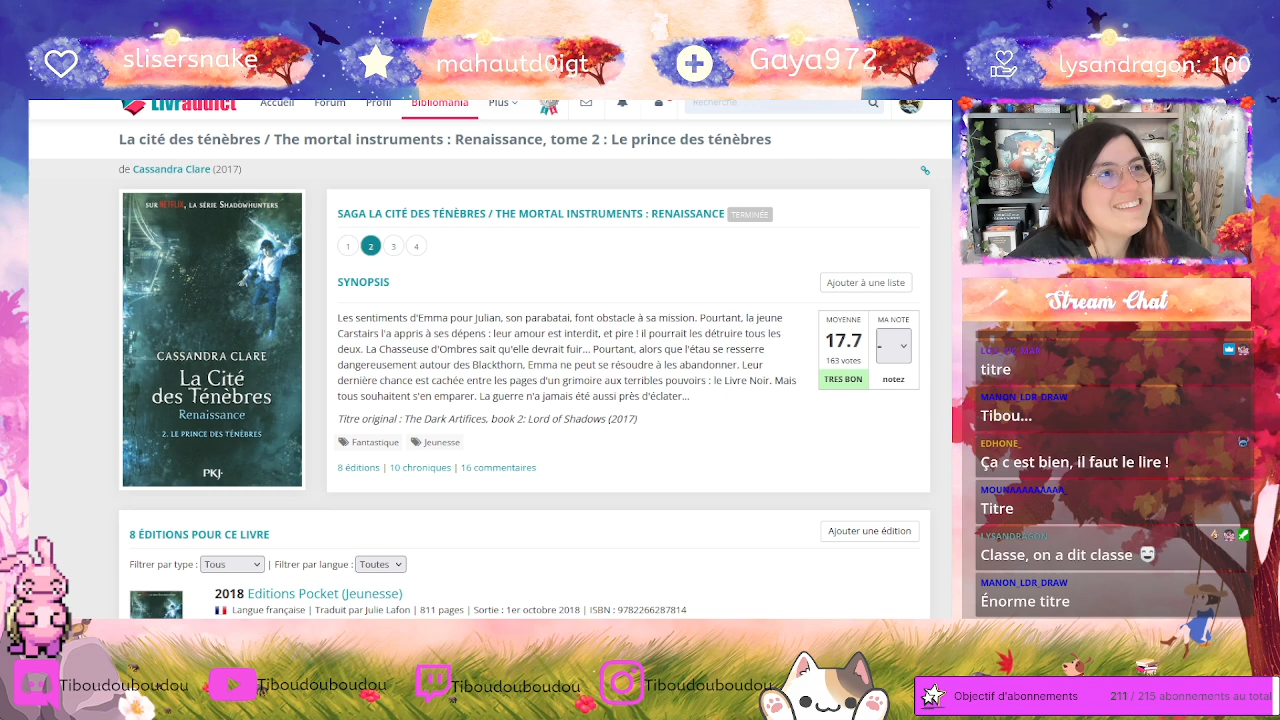 slisersnake
mahautd0igt
Gaya972
lysandragon: 100
Livraddict
Accueil
Forum
Profil
Bibliomania
Plus
Recherche
La cité des ténèbres / The mortal instruments : Renaissance, tome 2 : Le prince des ténèbres
de Cassandra Clare (2017)
SUR NETFLIX, LA SÉRIE SHADOWHUNTERS
CASSANDRA CLARE
La Cité
des Ténèbres
Renaissance
2. LE PRINCE DES TÉNÈBRES
PKJ.
SAGA LA CITÉ DES TÉNÈBRES / THE MORTAL INSTRUMENTS : RENAISSANCE TERMINÉE
1 2 3 4
SYNOPSIS
Ajouter à une liste
Les sentiments d'Emma pour Julian, son parabatai, font obstacle à sa mission. Pourtant, la jeune
Carstairs l'a appris à ses dépens : leur amour est interdit, et pire ! il pourrait les détruire tous les
deux. La Chasseuse d'Ombres sait qu'elle devrait fuir... Pourtant, alors que l'étau se resserre
dangereusement autour des Blackthorn, Emma ne peut se résoudre à les abandonner. Leur
dernière chance est cachée entre les pages d'un grimoire aux terribles pouvoirs : le Livre Noir. Mais
tous souhaitent s'en emparer. La guerre n'a jamais été aussi près d'éclater...
MOYENNE
17.7
163 votes
TRES BON
MA NOTE
-
notez
Titre original : The Dark Artifices, book 2: Lord of Shadows (2017)
Fantastique
Jeunesse
8 éditions | 10 chroniques | 16 commentaires
8 ÉDITIONS POUR CE LIVRE
Ajouter une édition
Filtrer par type : Tous | Filtrer par langue : Toutes
2018 Editions Pocket (Jeunesse)
Langue française | Traduit par Julie Lafon | 811 pages | Sortie : 1er octobre 2018 | ISBN : 9782266287814
Stream Chat
titre
MANON_LDR_DRAW
Tibou...
EDHONE_
Ça c est bien, il faut le lire !
Titre
LYSANDRAGON
Classe, on a dit classe
MANON_LDR_DRAW
Énorme titre
Tiboudouboudou
Tiboudouboudou
Tiboudouboudou
Tiboudouboudou
Objectif d'abonnements
211 / 215 abonnements au total